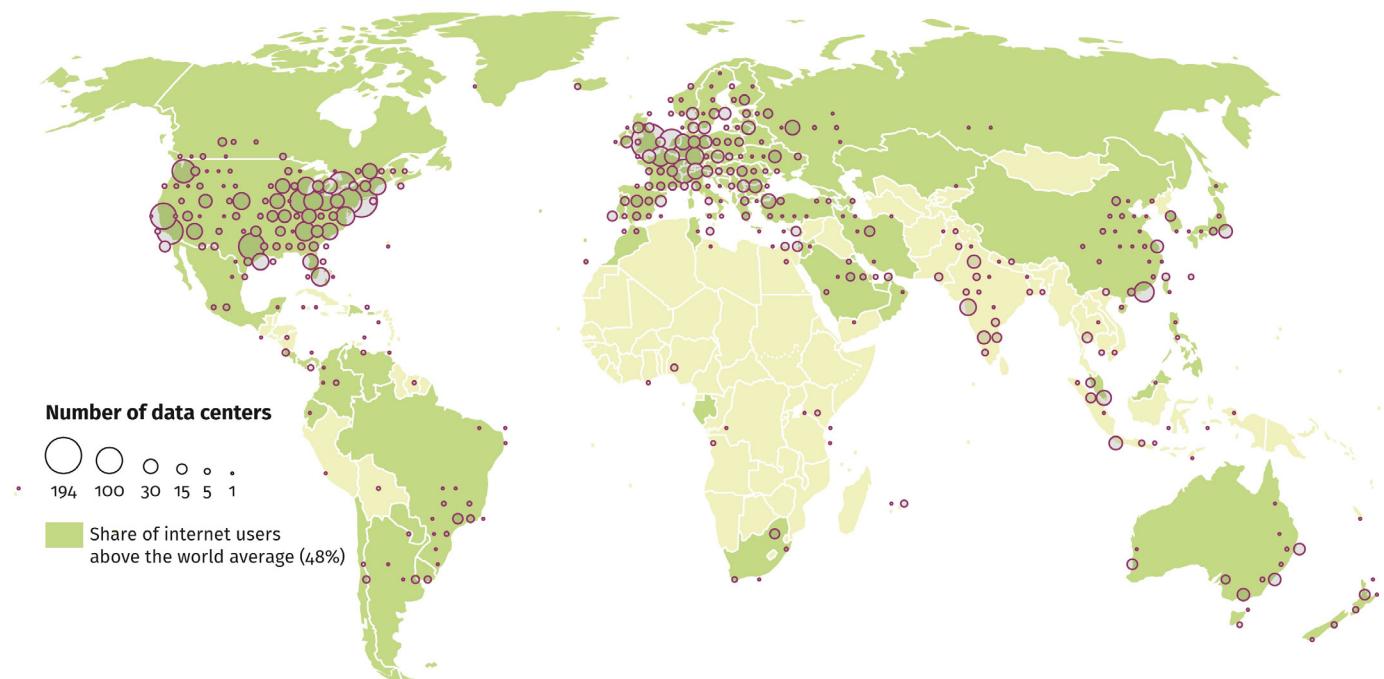 Number of data centers
194 100 30 15 5 1
Share of internet users
above the world average (48%)